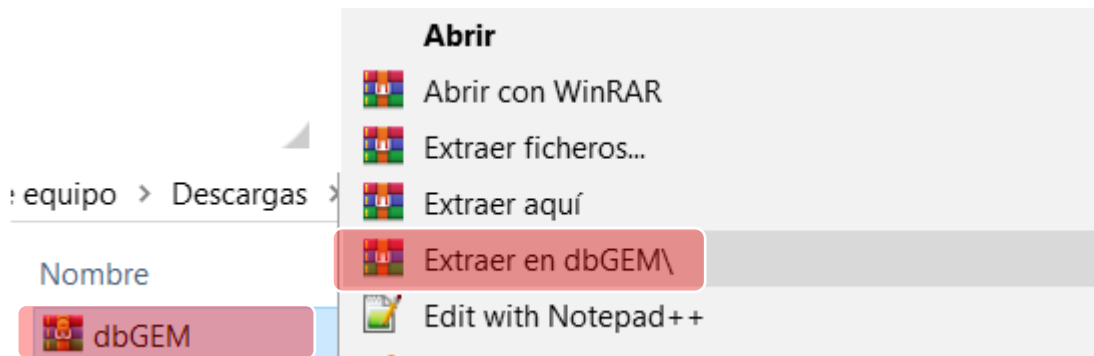 Abrir
Abrir con WinRAR
Extraer ficheros...
equipo > Descargas >
Extraer aquí
Extraer en dbGEM\
Nombre
Edit with Notepad++
dbGEM